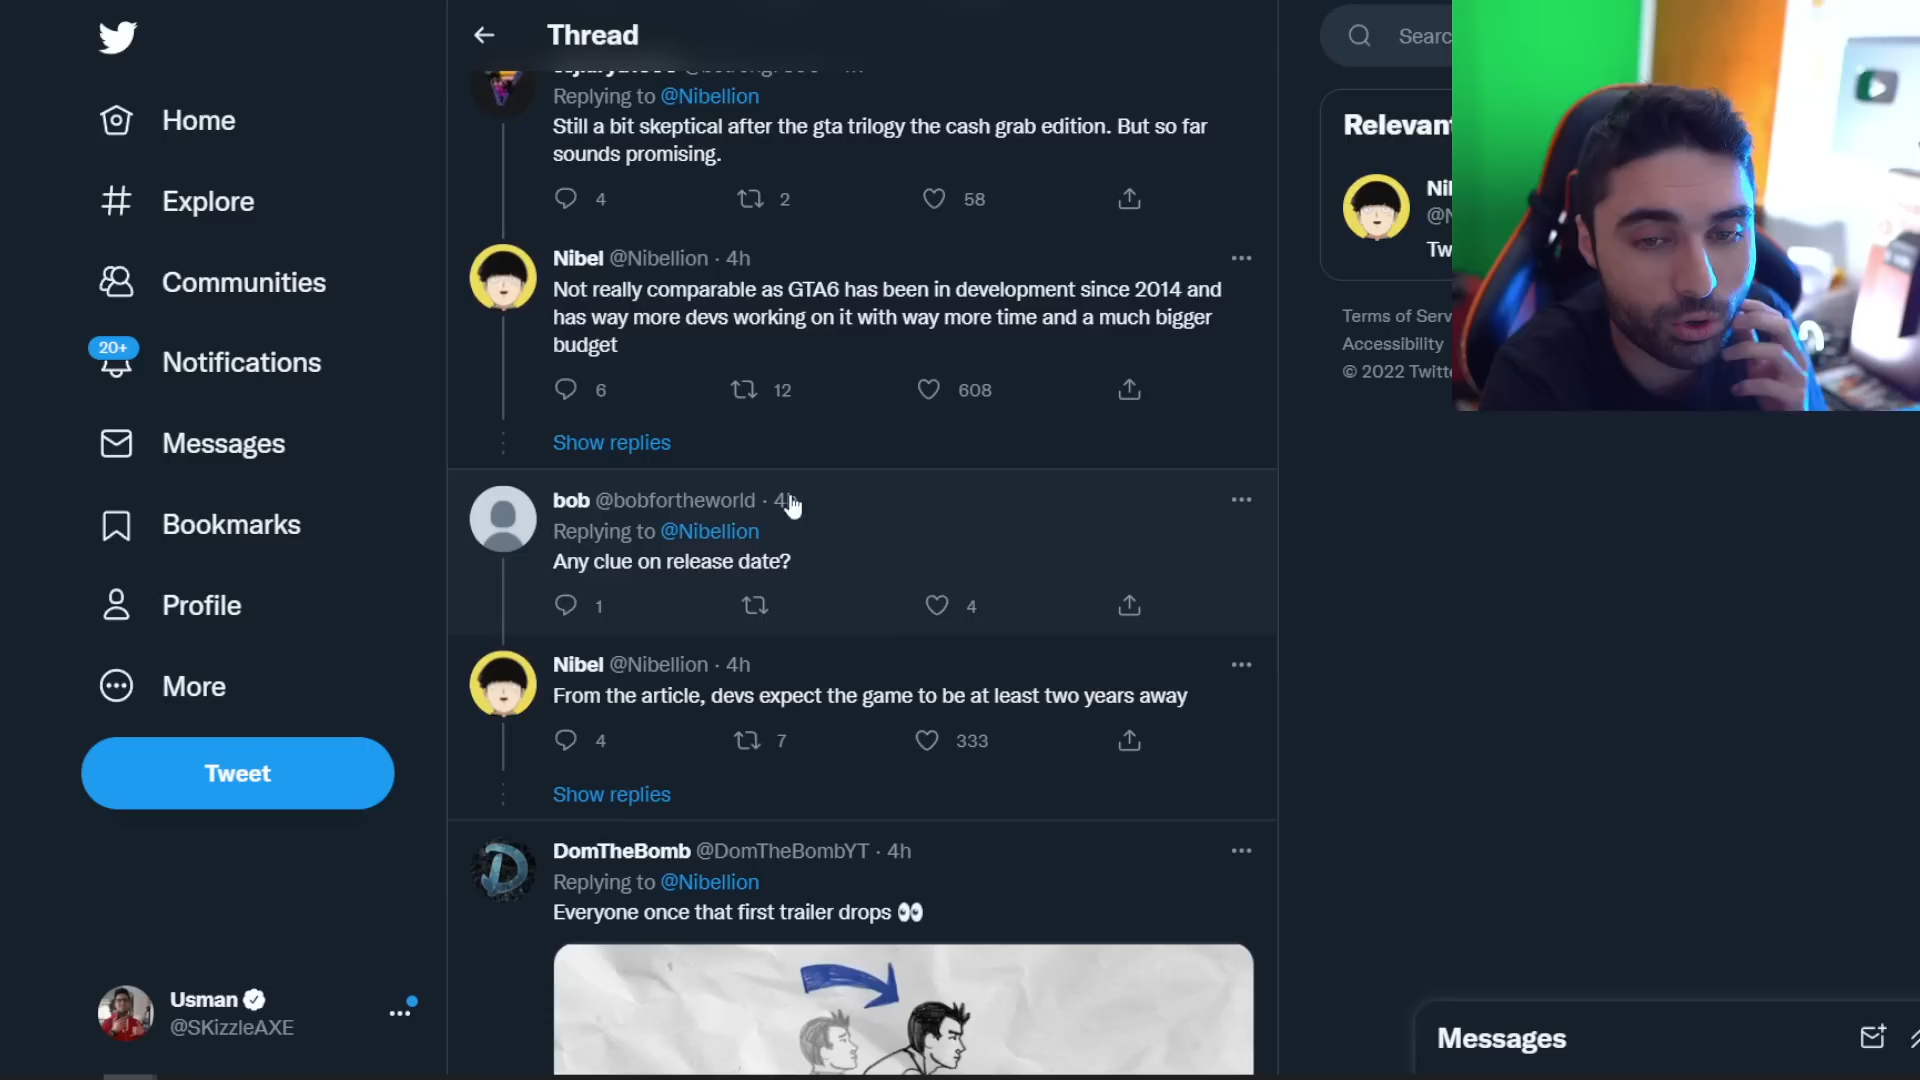 Thread
Home
Explore
Communities
20+
Notifications
Messages
Bookmarks
Profile
More
Tweet
Usman
@SKizzleAXE
Replying to @Nibellion
Still a bit skeptical after the gta trilogy the cash grab edition. But so far
sounds promising.
4 2 58
Nibel @Nibellion · 4h
Not really comparable as GTA6 has been in development since 2014 and
has way more devs working on it with way more time and a much bigger
budget
6 12 608
Show replies
bob @bobfortheworld · 4h
Replying to @Nibellion
Any clue on release date?
1 4
Nibel @Nibellion · 4h
From the article, devs expect the game to be at least two years away
4 7 333
Show replies
DomTheBomb @DomTheBombYT · 4h
Replying to @Nibellion
Everyone once that first trailer drops 👀
Searc
Relevan
Ni
@N
Tw
Terms of Serv
Accessibility
© 2022 Twitt
Messages